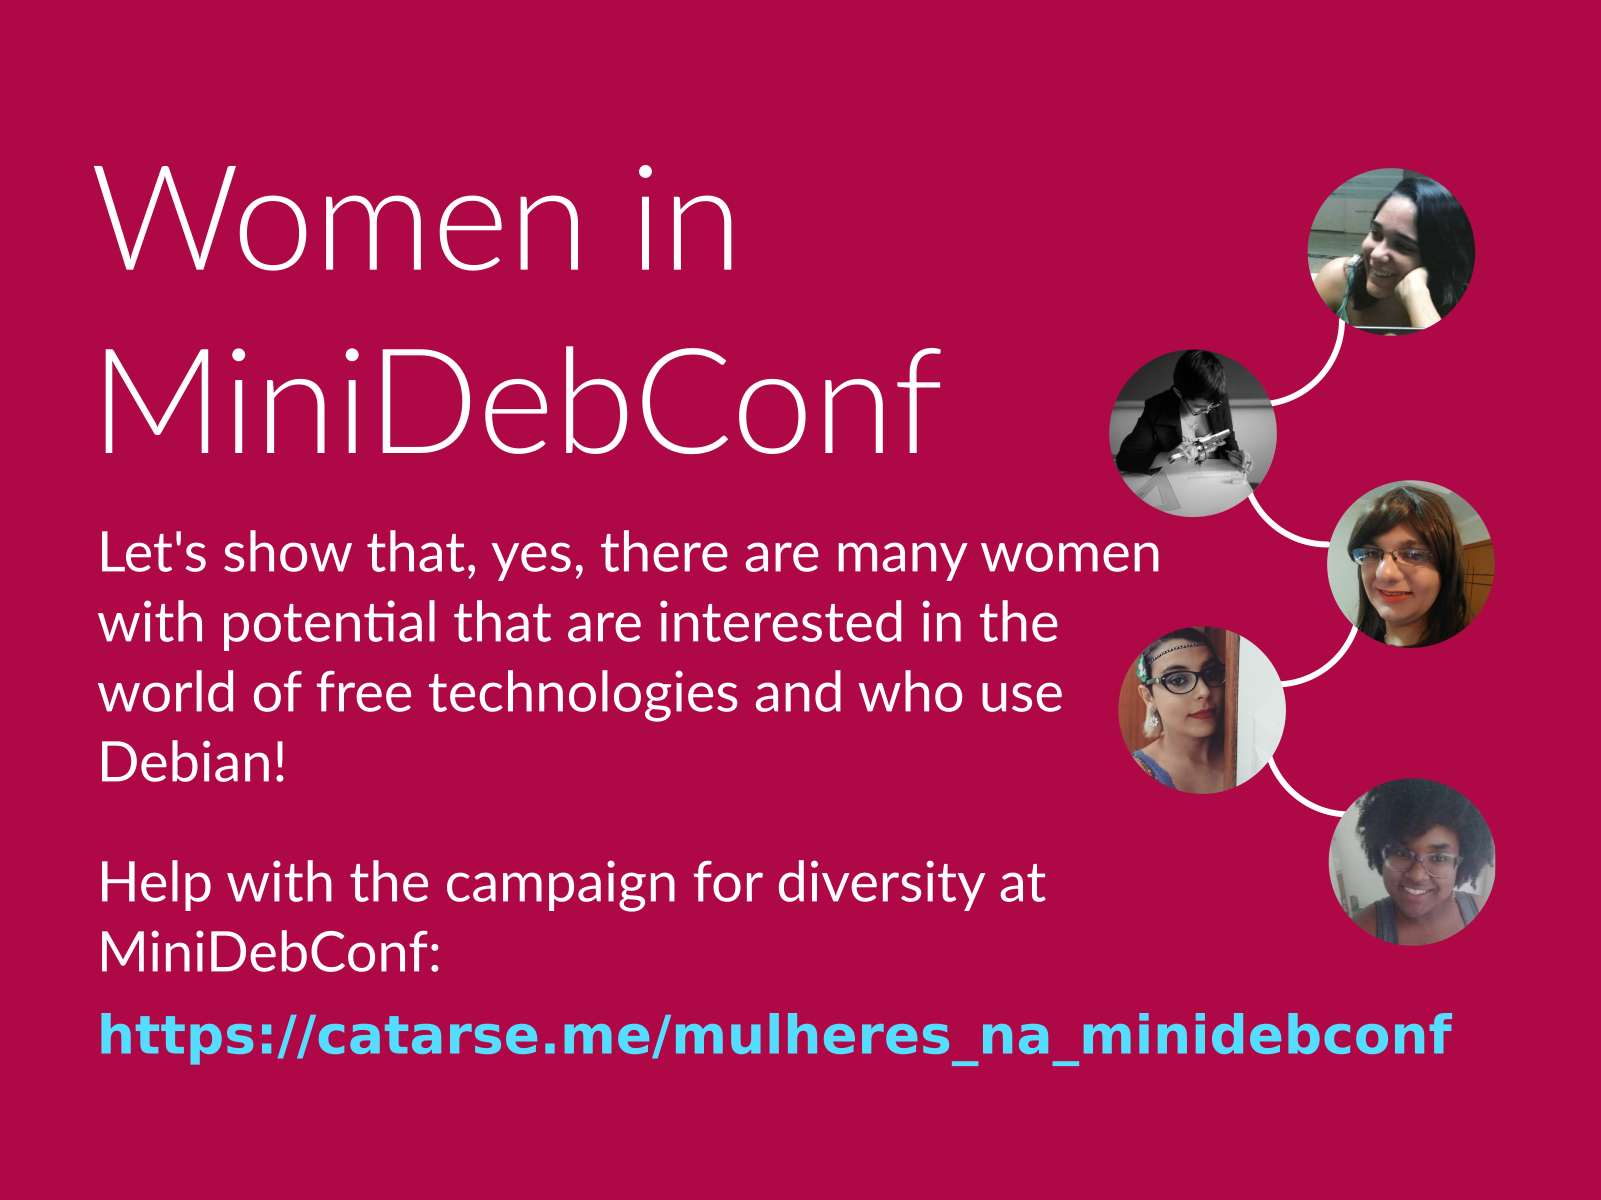 Women in
MiniDebConf
Let's show that, yes, there are many women
with potential that are interested in the
world of free technologies and who use
Debian!
Help with the campaign for diversity at
MiniDebConf:
https://catarse.me/mulheres_na_minidebconf